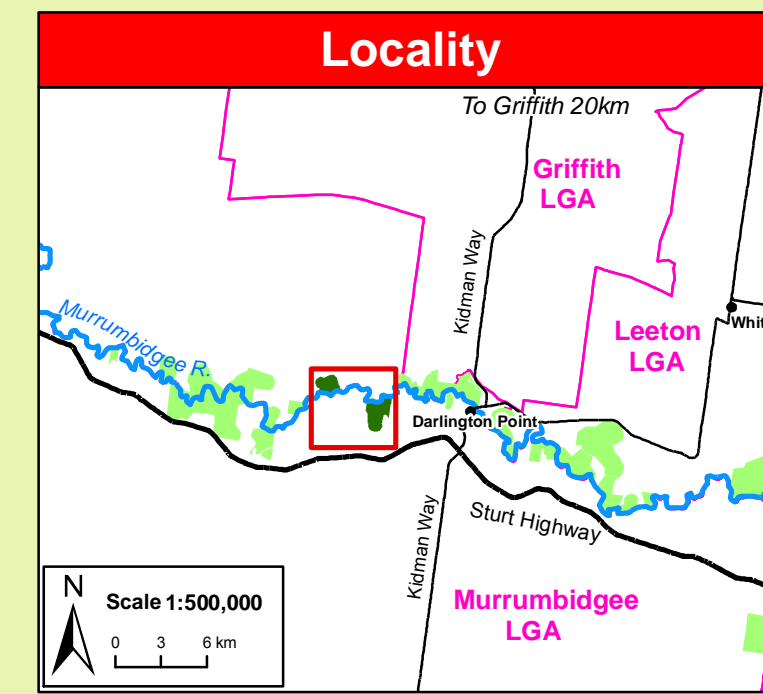 Locality
To Griffith 20km
Griffith
LGA
Kidman Way
Murrumbidgee R.
Leeton
LGA
Whit
Darlington Point
Sturt Highway
Kidman Way
N
Scale 1:500,000
0 3 6 km
Murrumbidgee
LGA